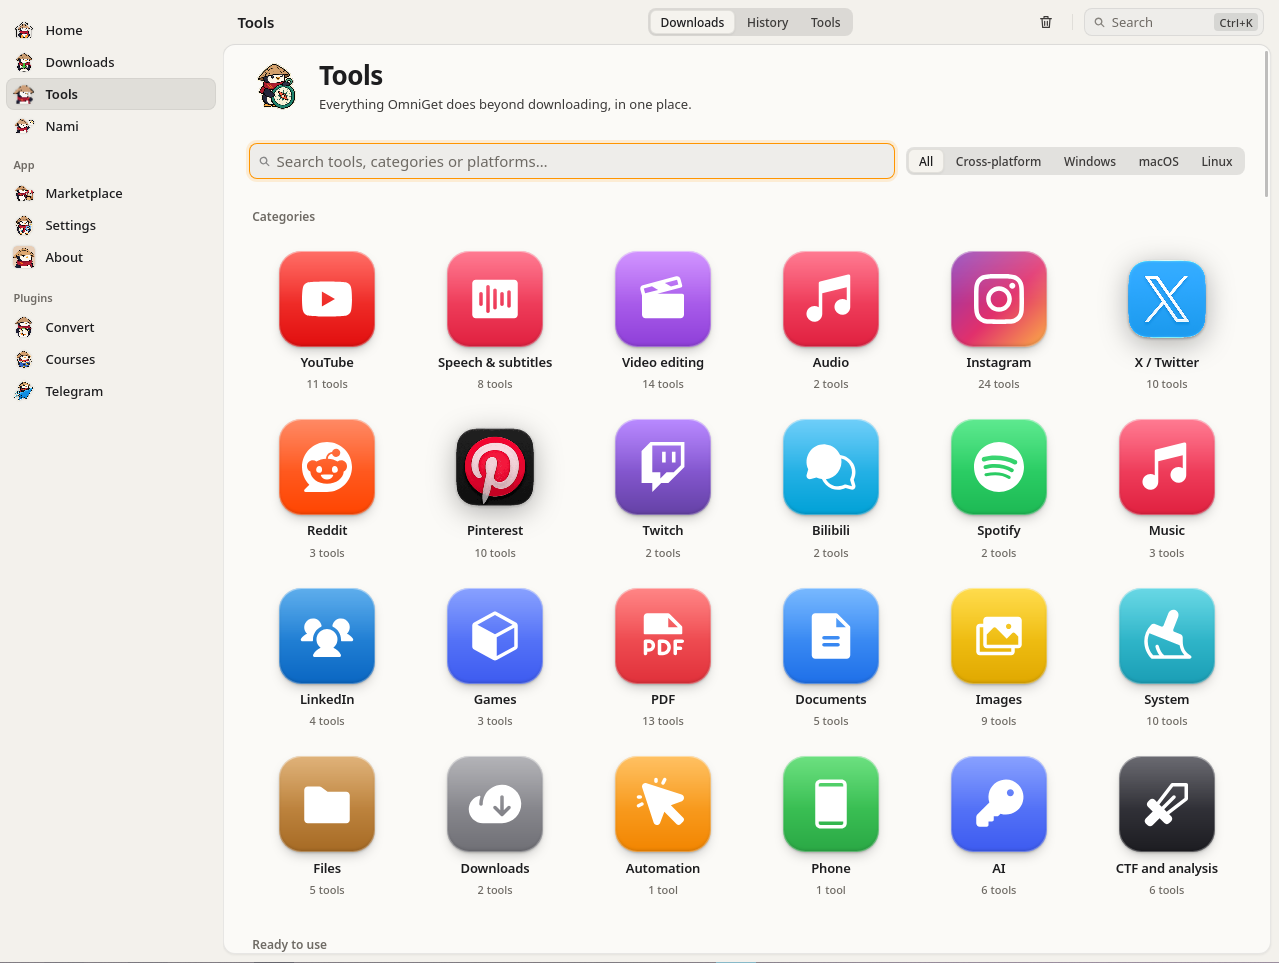 Home
Downloads
Tools
Nami
App
Marketplace
Settings
About
Plugins
Convert
Courses
Telegram
Tools
Downloads History Tools
Search Ctrl+K
Tools
Everything OmniGet does beyond downloading, in one place.
Search tools, categories or platforms...
All Cross-platform Windows macOS Linux
Categories
YouTube
11 tools
Speech & subtitles
8 tools
Video editing
14 tools
Audio
2 tools
Instagram
24 tools
X / Twitter
10 tools
Reddit
3 tools
Pinterest
10 tools
Twitch
2 tools
Bilibili
2 tools
Spotify
2 tools
Music
3 tools
LinkedIn
4 tools
Games
3 tools
PDF
PDF
13 tools
Documents
5 tools
Images
9 tools
System
10 tools
Files
5 tools
Downloads
2 tools
Automation
1 tool
Phone
1 tool
AI
6 tools
CTF and analysis
6 tools
Ready to use